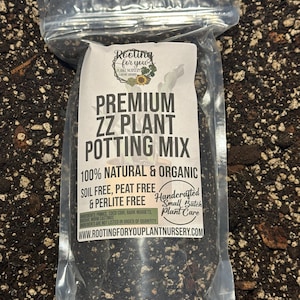 Rooting
for you
PREMIUM
ZZ PLANT
POTTING MIX
100% NATURAL & ORGANIC
SOIL FREE, PEAT FREE
& PERLITE FREE
Handcrafted
Small Batch
Plant Care
WWW.ROOTINGFORYOUPLANTNURSERY.COM